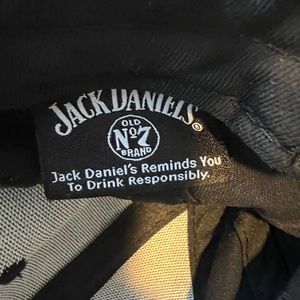 JACK DANIEL'S®
OLD
Nº7
BRAND
Jack Daniel's Reminds You
To Drink Responsibly.